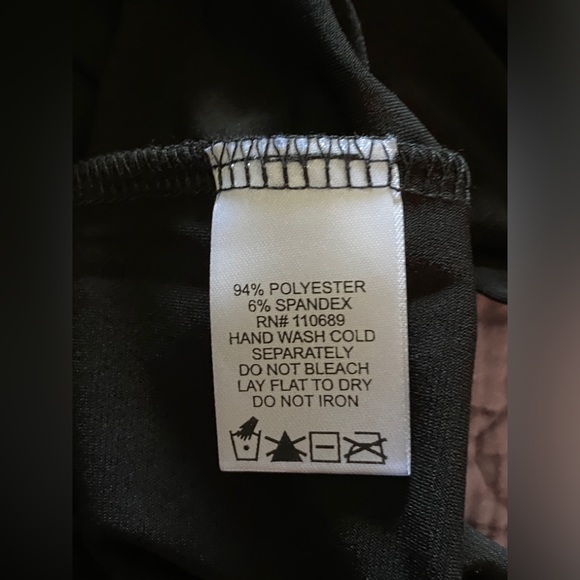 94% POLYESTER
6% SPANDEX
RN# 110689
HAND WASH COLD
SEPARATELY
DO NOT BLEACH
LAY FLAT TO DRY
DO NOT IRON